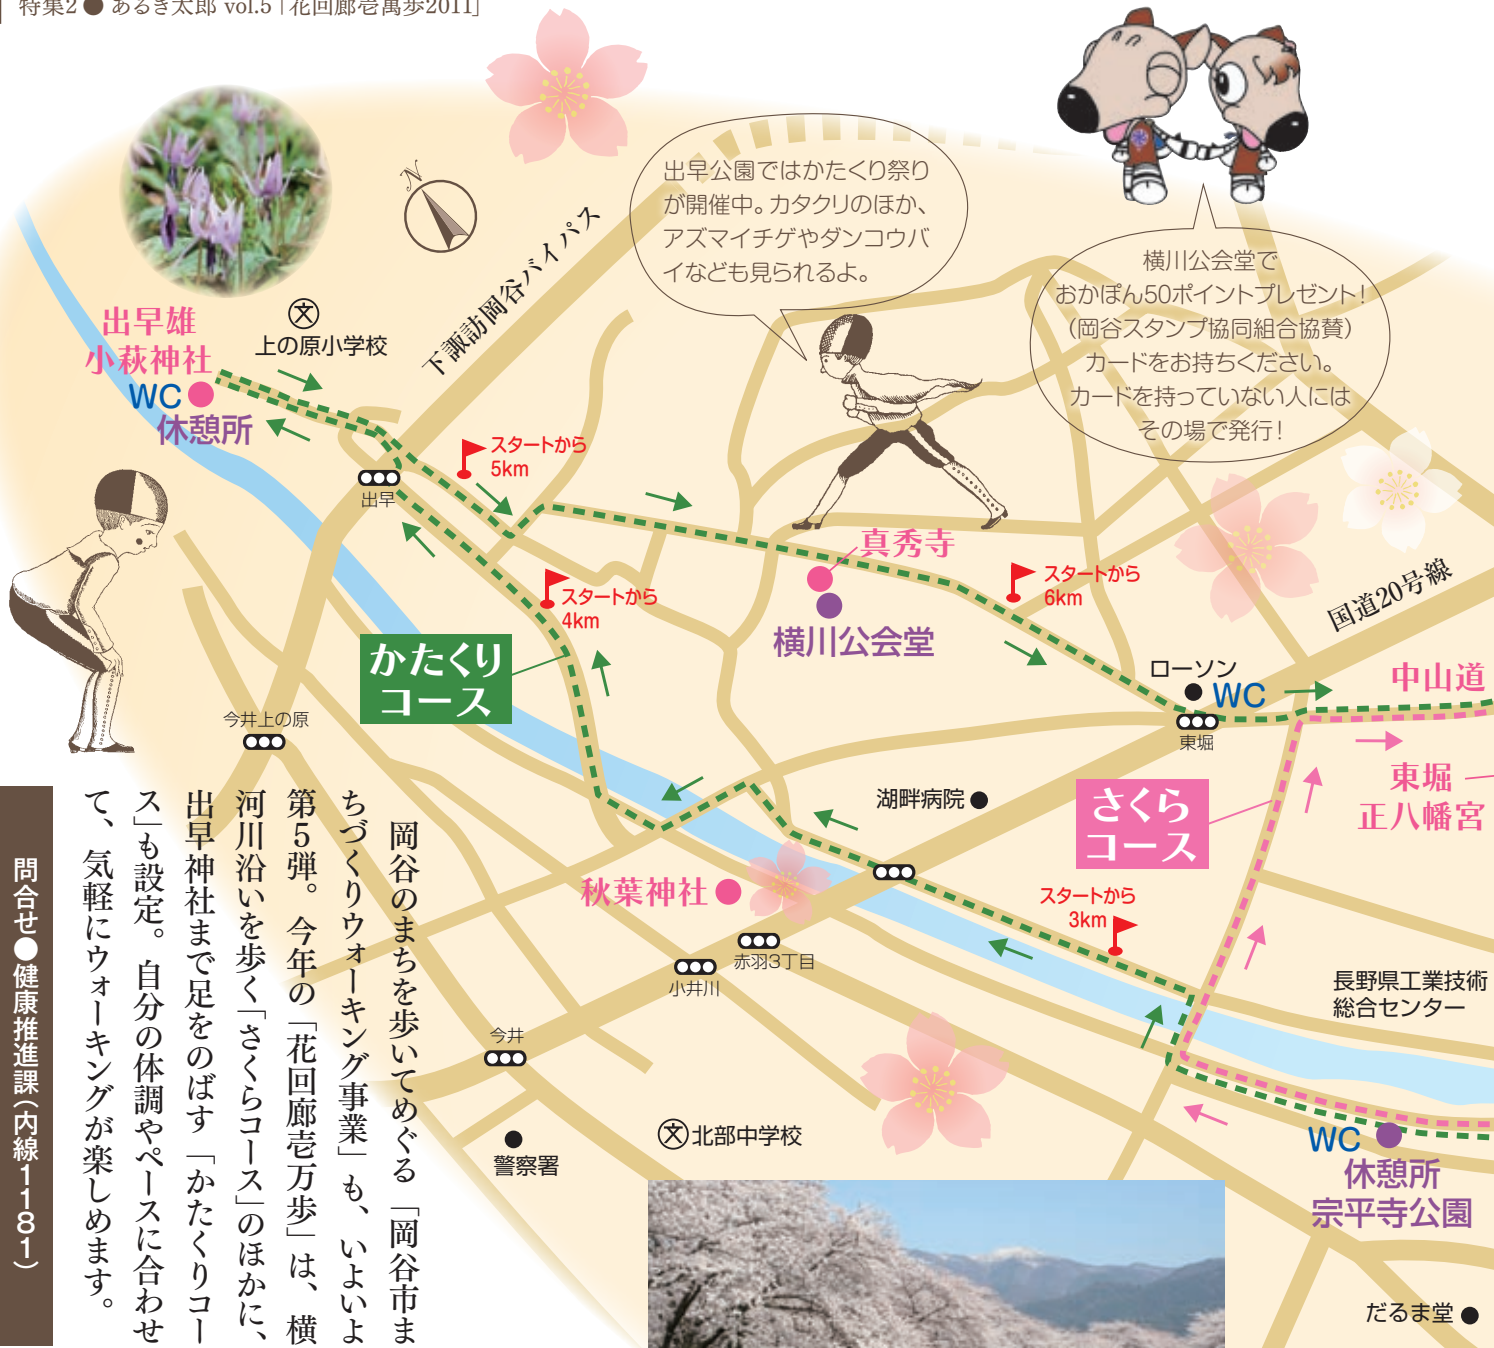 特集2 ● あるき太郎 vol.5「花回廊壱萬歩2011」
出早公園ではかたくり祭り
が開催中。カタクリのほか、
アズマイチゲやダンコウバ
イなども見られるよ。
横川公会堂で
おかぽん50ポイントプレゼント！
（岡谷スタンプ協同組合協賛）
カードをお持ちください。
カードを持っていない人には
その場で発行！
N
下諏訪岡谷バイパス
出早雄
小萩神社
WC
休憩所
文
上の原小学校
出早
スタートから
5km
スタートから
4km
真秀寺
横川公会堂
スタートから
6km
国道20号線
かたくり
コース
今井上の原
ローソン
WC
東堀
中山道
東堀
正八幡宮
さくら
コース
湖畔病院
秋葉神社
スタートから
3km
赤羽3丁目
小井川
今井
長野県工業技術
総合センター
警察署
文
北部中学校
WC
休憩所
宗平寺公園
だるま堂
岡谷のまちを歩いてめぐる「岡谷市ま
ちづくりウォーキング事業」も、いよいよ
第５弾。今年の「花回廊壱万歩」は、横
河川沿いを歩く「さくらコース」のほかに、
出早神社まで足をのばす「かたくりコー
ス」も設定。自分の体調やペースに合わせ
て、気軽にウォーキングが楽しめます。
問合せ●健康推進課（内線1181）